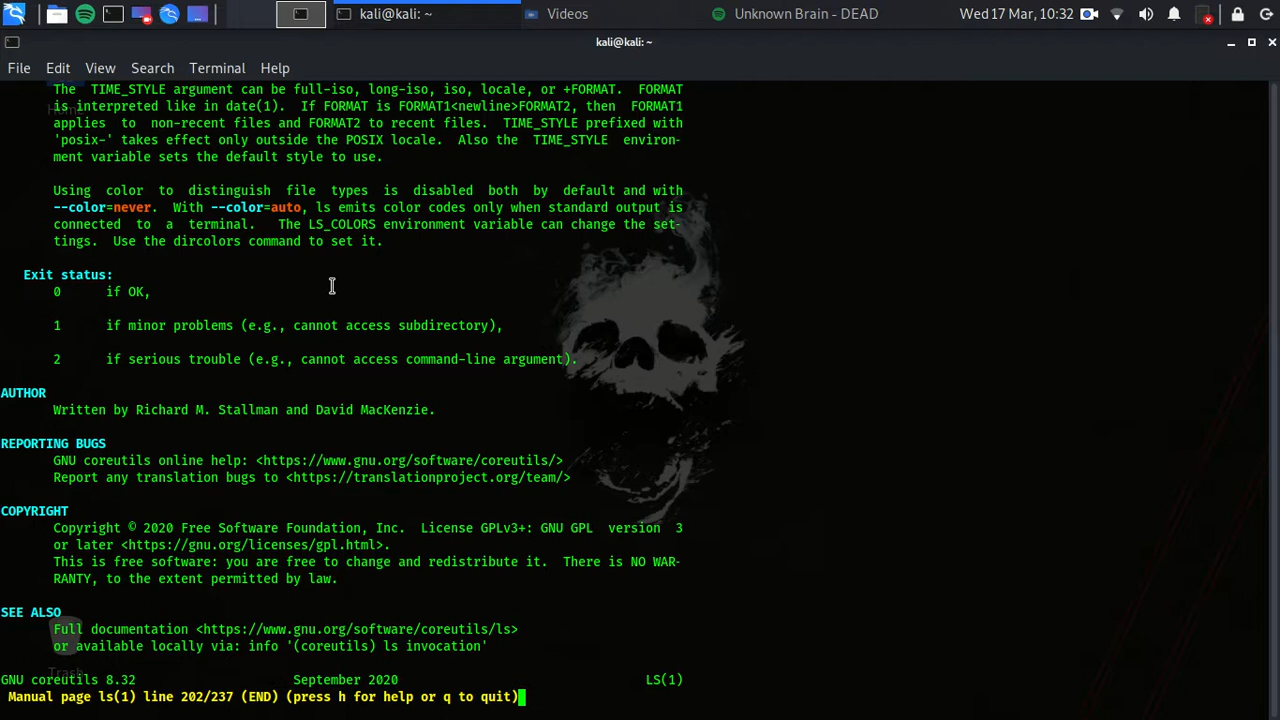 kali@kali: ~
Videos
Unknown Brain - DEAD
Wed 17 Mar, 10:32
kali@kali: ~
File Edit View Search Terminal Help
The TIME_STYLE argument can be full-iso, long-iso, iso, locale, or +FORMAT. FORMAT
is interpreted like in date(1). If FORMAT is FORMAT1<newline>FORMAT2, then FORMAT1
applies to non-recent files and FORMAT2 to recent files. TIME_STYLE prefixed with
'posix-' takes effect only outside the POSIX locale. Also the TIME_STYLE environ-
ment variable sets the default style to use.
Using color to distinguish file types is disabled both by default and with
--color=never. With --color=auto, ls emits color codes only when standard output is
connected to a terminal. The LS_COLORS environment variable can change the set-
tings. Use the dircolors command to set it.
Exit status:
0 if OK,
1 if minor problems (e.g., cannot access subdirectory),
2 if serious trouble (e.g., cannot access command-line argument).
AUTHOR
Written by Richard M. Stallman and David MacKenzie.
REPORTING BUGS
GNU coreutils online help: <https://www.gnu.org/software/coreutils/>
Report any translation bugs to <https://translationproject.org/team/>
COPYRIGHT
Copyright © 2020 Free Software Foundation, Inc. License GPLv3+: GNU GPL version 3
or later <https://gnu.org/licenses/gpl.html>.
This is free software: you are free to change and redistribute it. There is NO WAR-
RANTY, to the extent permitted by law.
SEE ALSO
Full documentation <https://www.gnu.org/software/coreutils/ls>
or available locally via: info '(coreutils) ls invocation'
Trash
GNU coreutils 8.32 September 2020 LS(1)
Manual page ls(1) line 202/237 (END) (press h for help or q to quit)